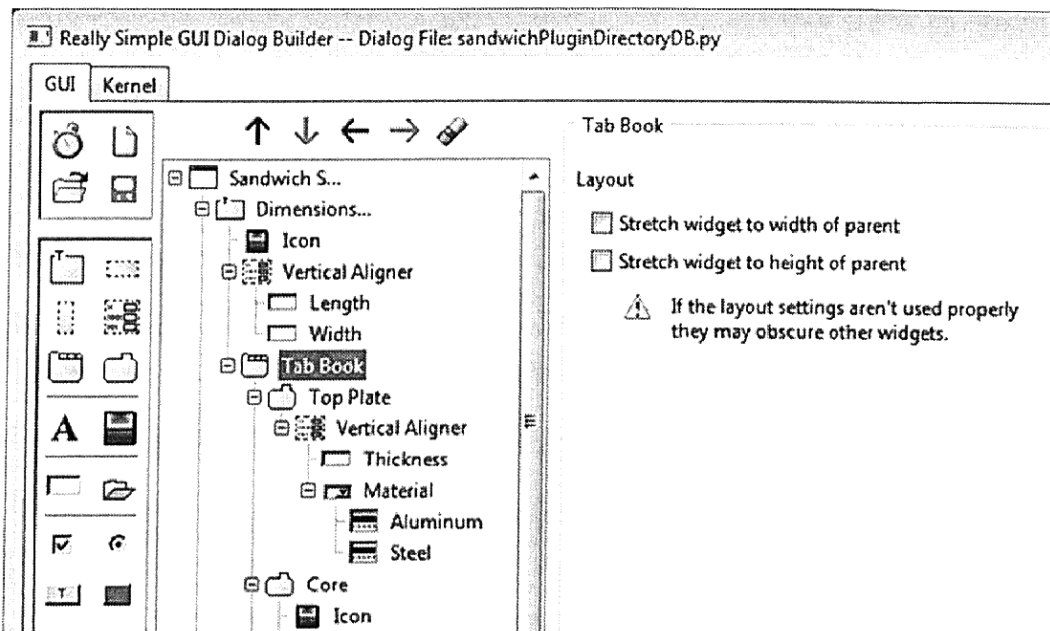 Really Simple GUI Dialog Builder -- Dialog File: sandwichPluginDirectoryDB.py
GUI Kernel
Tab Book
Sandwich S...
Layout
Dimensions...
Stretch widget to width of parent
Icon
Stretch widget to height of parent
Vertical Aligner
Length
If the layout settings aren't used properly
Width
they may obscure other widgets.
Tab Book
Top Plate
Vertical Aligner
A
Thickness
Material
Aluminum
Steel
Core
T
Icon